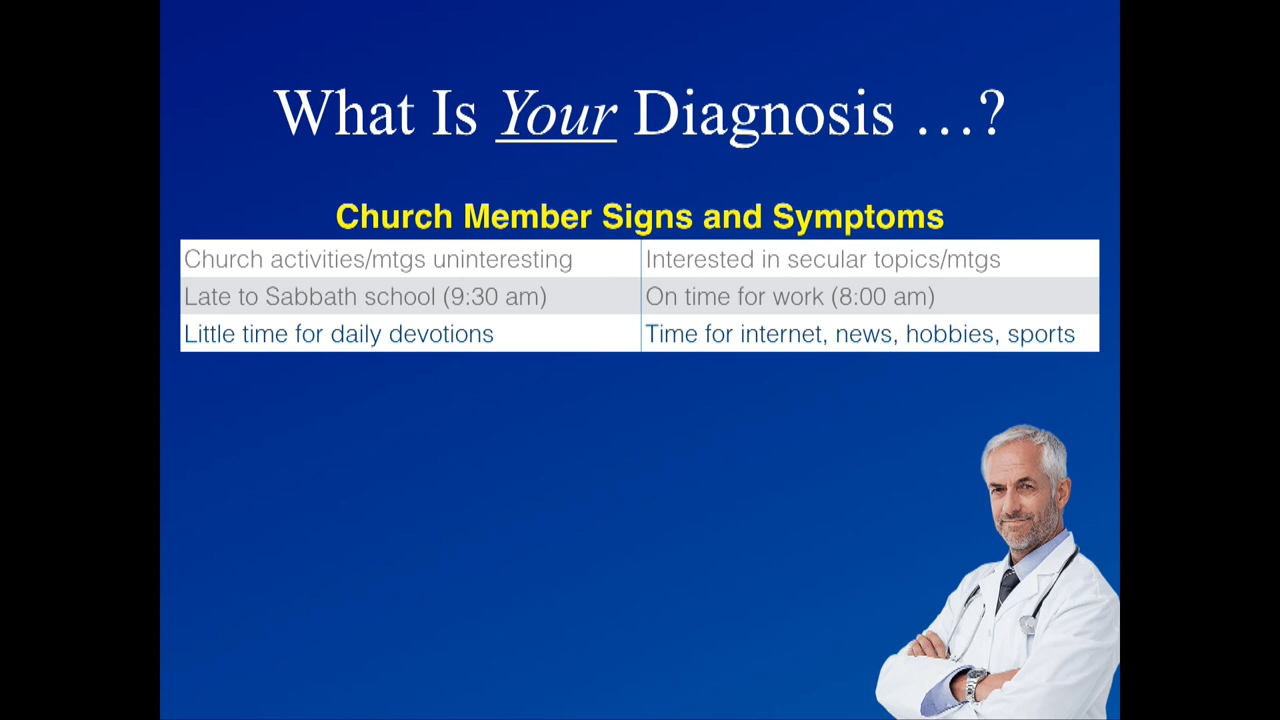 What Is Your Diagnosis …?
Church Member Signs and Symptoms
Church activities/mtgs uninteresting Interested in secular topics/mtgs
Late to Sabbath school (9:30 am) On time for work (8:00 am)
Little time for daily devotions Time for internet, news, hobbies, sports